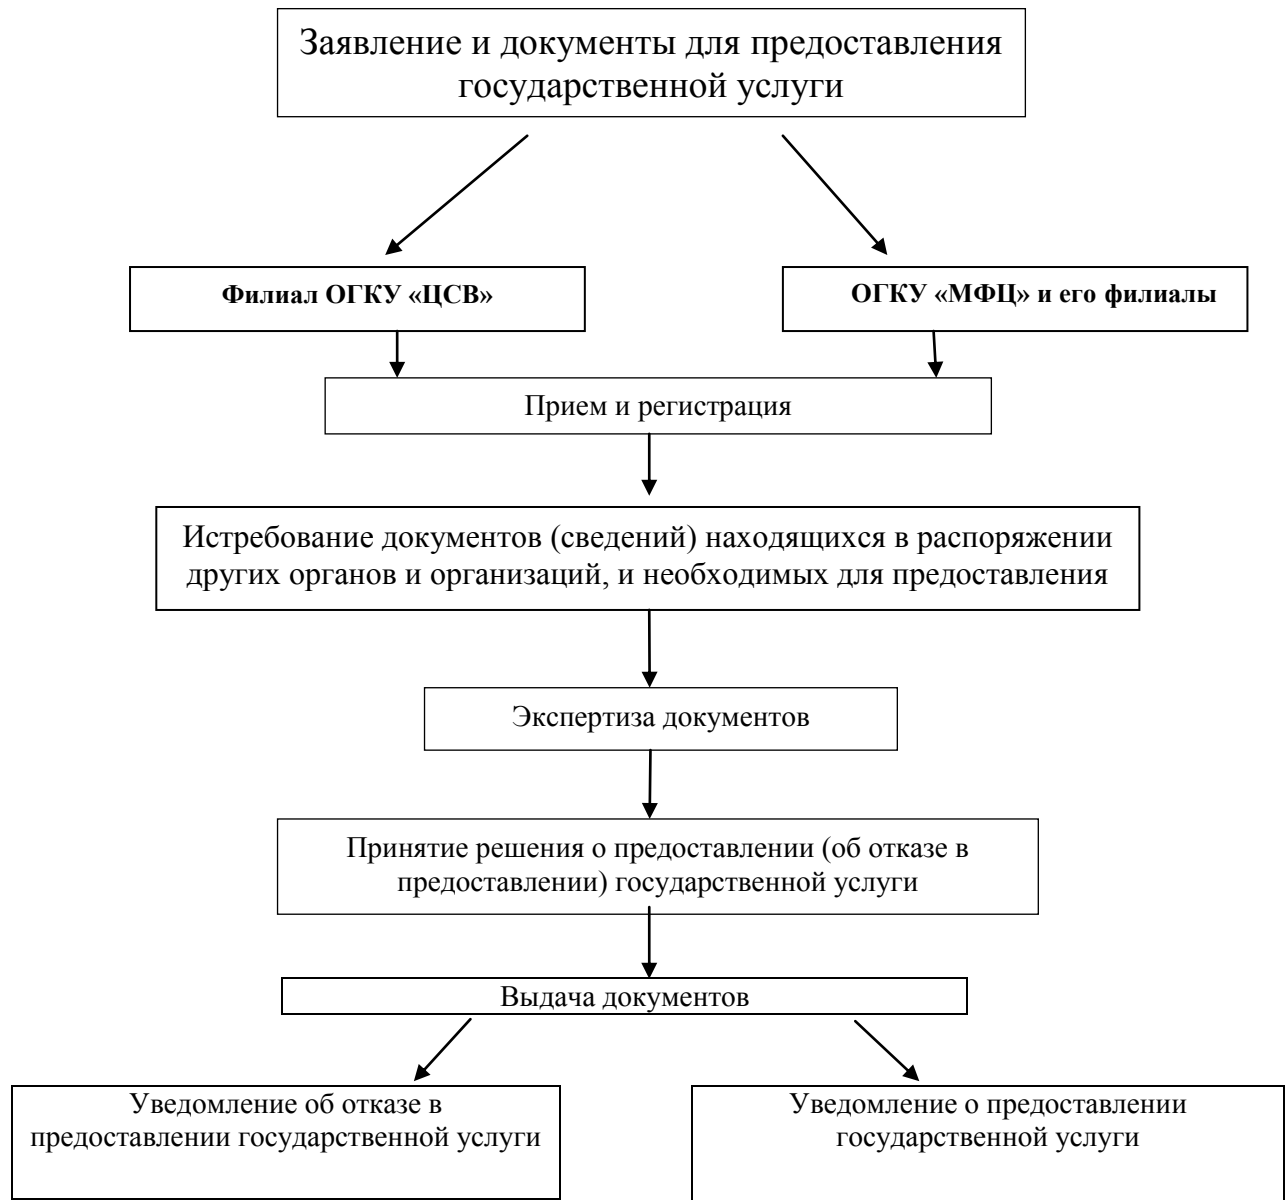 Заявление и документы для предоставления
государственной услуги
Филиал ОГКУ «ЦСВ»
ОГКУ «МФЦ» и его филиалы
Прием и регистрация
Истребование документов (сведений) находящихся в распоряжении
других органов и организаций, и необходимых для предоставления
Экспертиза документов
Принятие решения о предоставлении (об отказе в
предоставлении) государственной услуги
Выдача документов
Уведомление об отказе в
предоставлении государственной услуги
Уведомление о предоставлении
государственной услуги